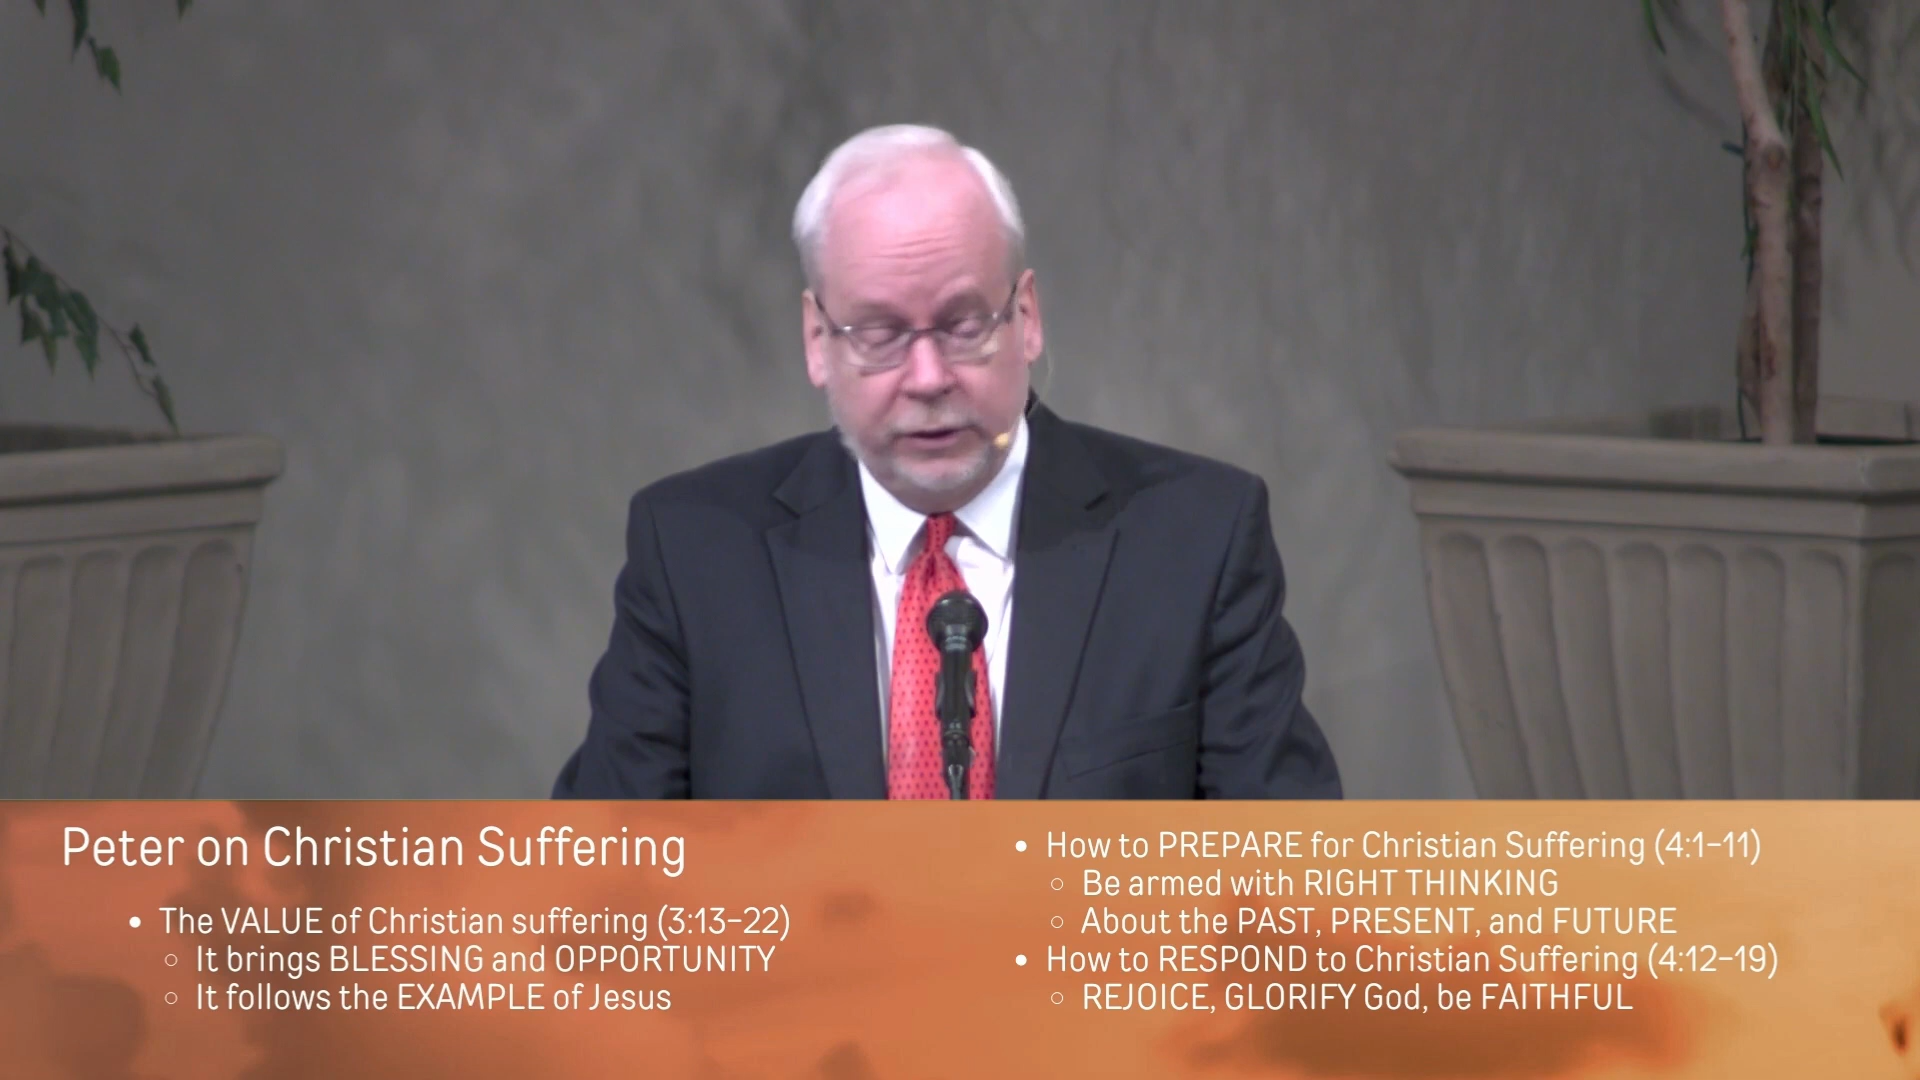 Peter on Christian Suffering
• The VALUE of Christian suffering (3:13–22)
○ It brings BLESSING and OPPORTUNITY
○ It follows the EXAMPLE of Jesus
• How to PREPARE for Christian Suffering (4:1–11)
○ Be armed with RIGHT THINKING
○ About the PAST, PRESENT, and FUTURE
• How to RESPOND to Christian Suffering (4:12–19)
○ REJOICE, GLORIFY God, be FAITHFUL